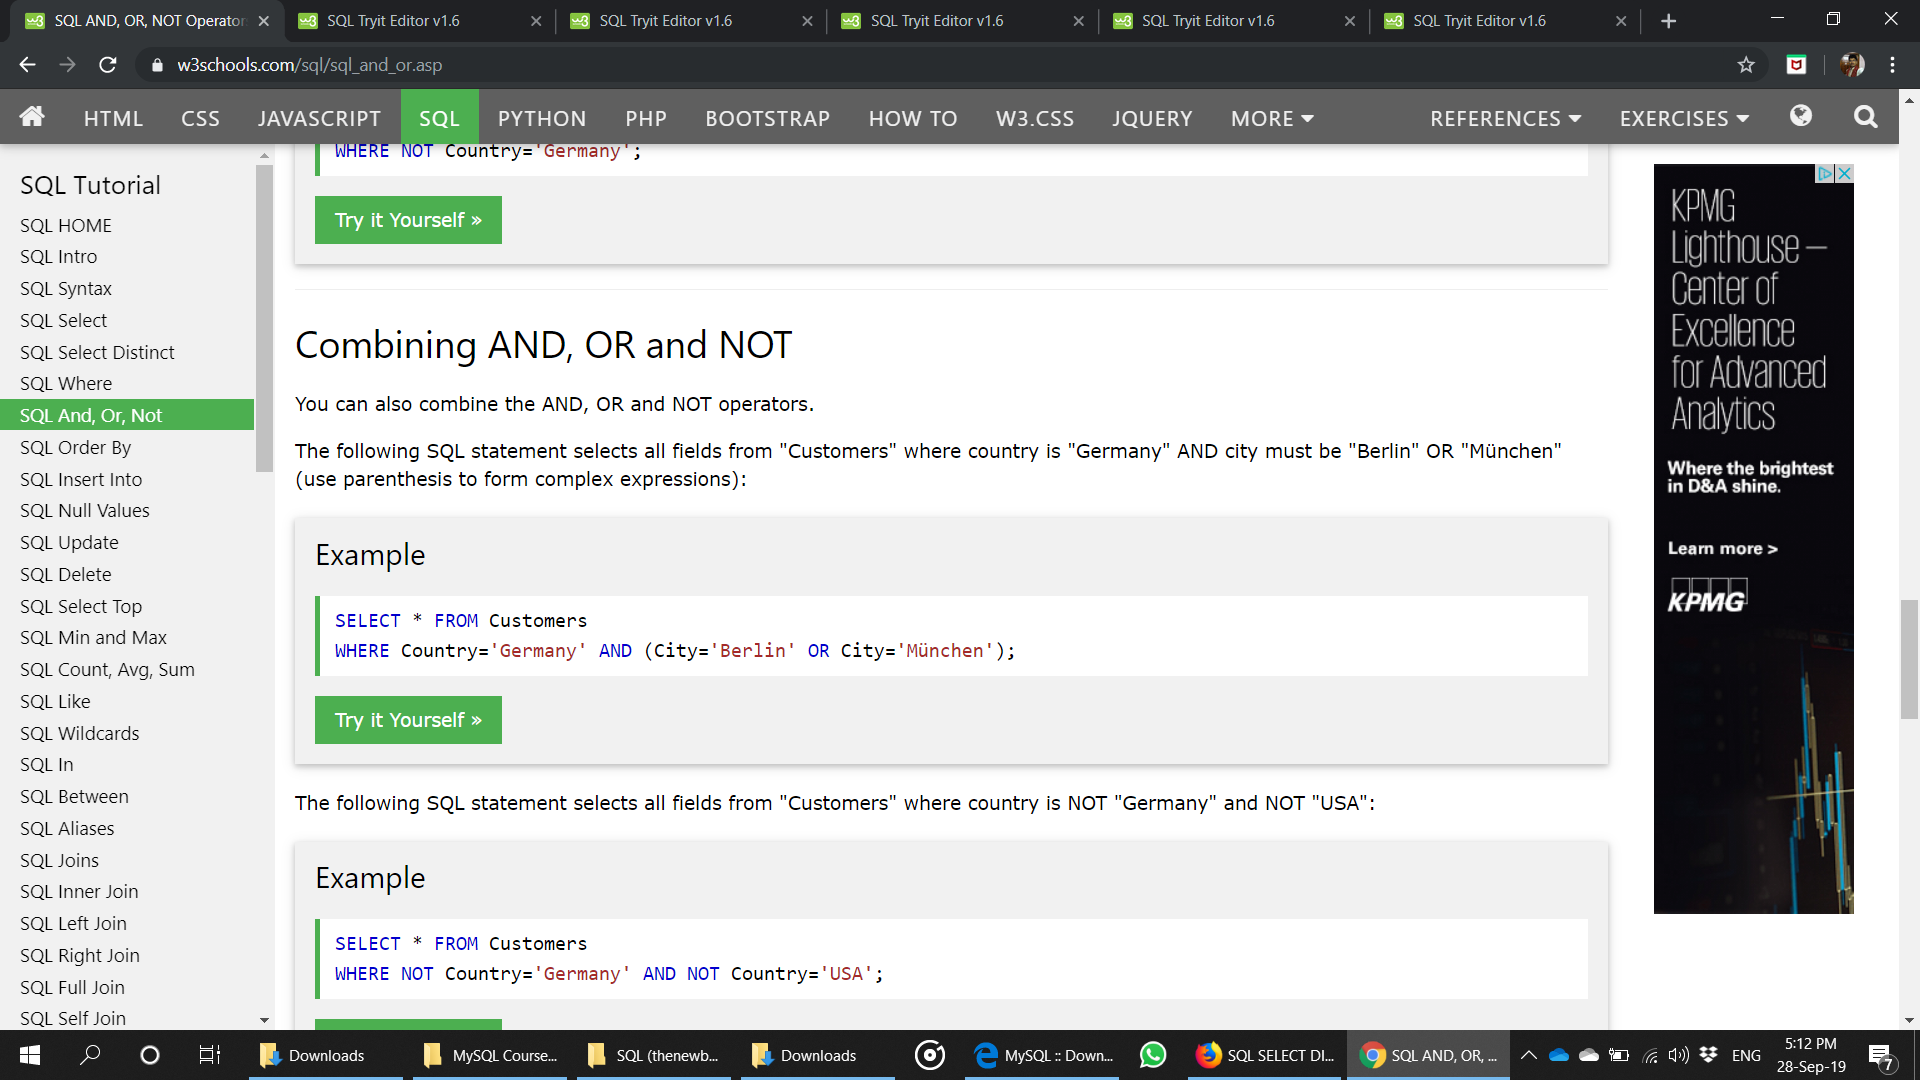 SQL AND, OR, NOT Operato
SQL Tryit Editor v1.6
SQL Tryit Editor v1.6
SQL Tryit Editor v1.6
SQL Tryit Editor v1.6
SQL Tryit Editor v1.6
w3schools.com/sql/sql_and_or.asp
HTML
CSS
JAVASCRIPT
SQL
PYTHON
PHP
BOOTSTRAP
HOW TO
W3.CSS
JQUERY
MORE
REFERENCES
EXERCISES
SQL Tutorial
SQL HOME
SQL Intro
SQL Syntax
SQL Select
SQL Select Distinct
SQL Where
SQL And, Or, Not
SQL Order By
SQL Insert Into
SQL Null Values
SQL Update
SQL Delete
SQL Select Top
SQL Min and Max
SQL Count, Avg, Sum
SQL Like
SQL Wildcards
SQL In
SQL Between
SQL Aliases
SQL Joins
SQL Inner Join
SQL Left Join
SQL Right Join
SQL Full Join
SQL Self Join
WHERE NOT Country='Germany';
Try it Yourself »
Combining AND, OR and NOT
You can also combine the AND, OR and NOT operators.
The following SQL statement selects all fields from "Customers" where country is "Germany" AND city must be "Berlin" OR "München"
(use parenthesis to form complex expressions):
Example
SELECT * FROM Customers
WHERE Country='Germany' AND (City='Berlin' OR City='München');
Try it Yourself »
The following SQL statement selects all fields from "Customers" where country is NOT "Germany" and NOT "USA":
Example
SELECT * FROM Customers
WHERE NOT Country='Germany' AND NOT Country='USA';
KPMG
Lighthouse —
Center of
Excellence
for Advanced
Analytics
Where the brightest
in D&A shine.
Learn more >
KPMG
Downloads
MySQL Course...
SQL (thenewb...
Downloads
MySQL :: Down...
SQL SELECT DI...
SQL AND, OR, ...
ENG
5:12 PM
28-Sep-19
7